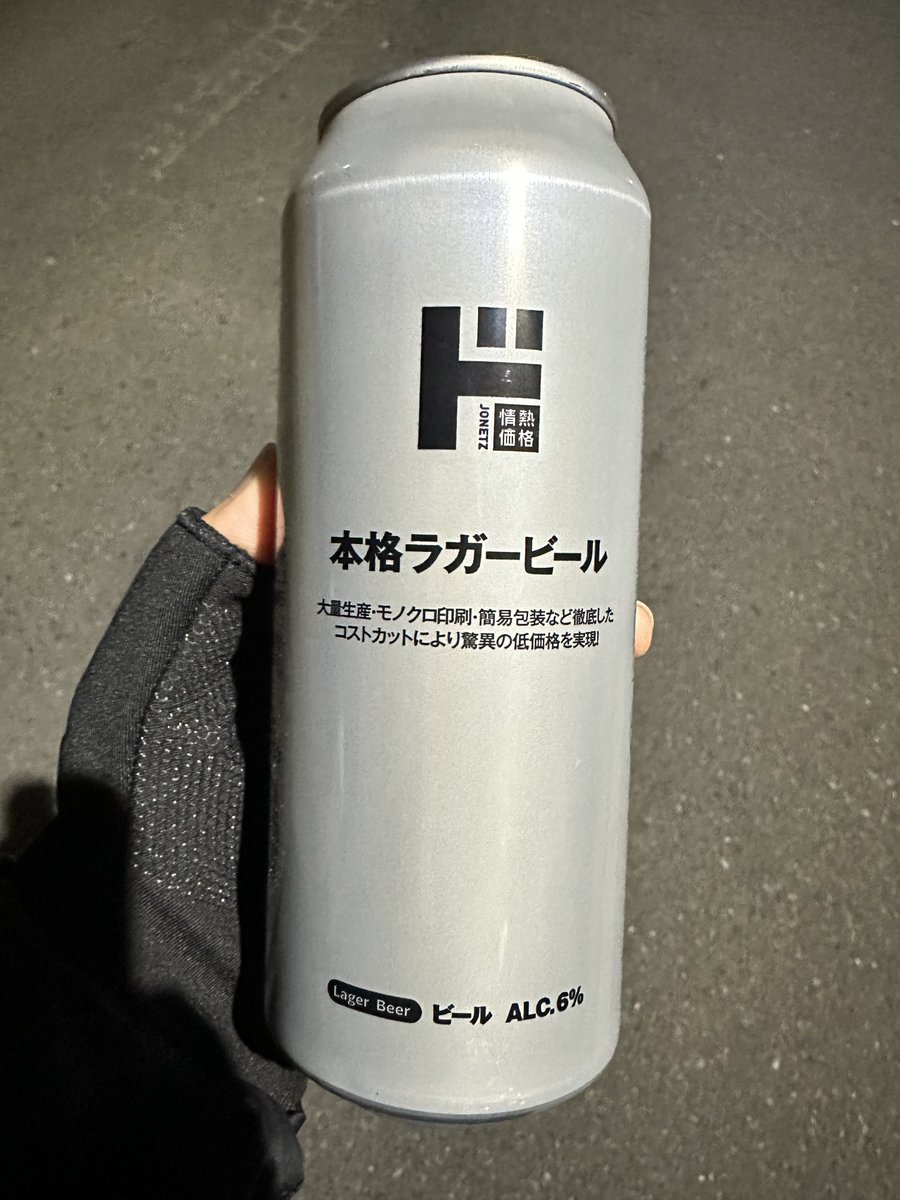 ド
JONETZ
情熱
価格
本格ラガービール
大量生産・モノクロ印刷・簡易包装など徹底した
コストカットにより驚異の低価格を実現!
Lager Beer ビール ALC.6%